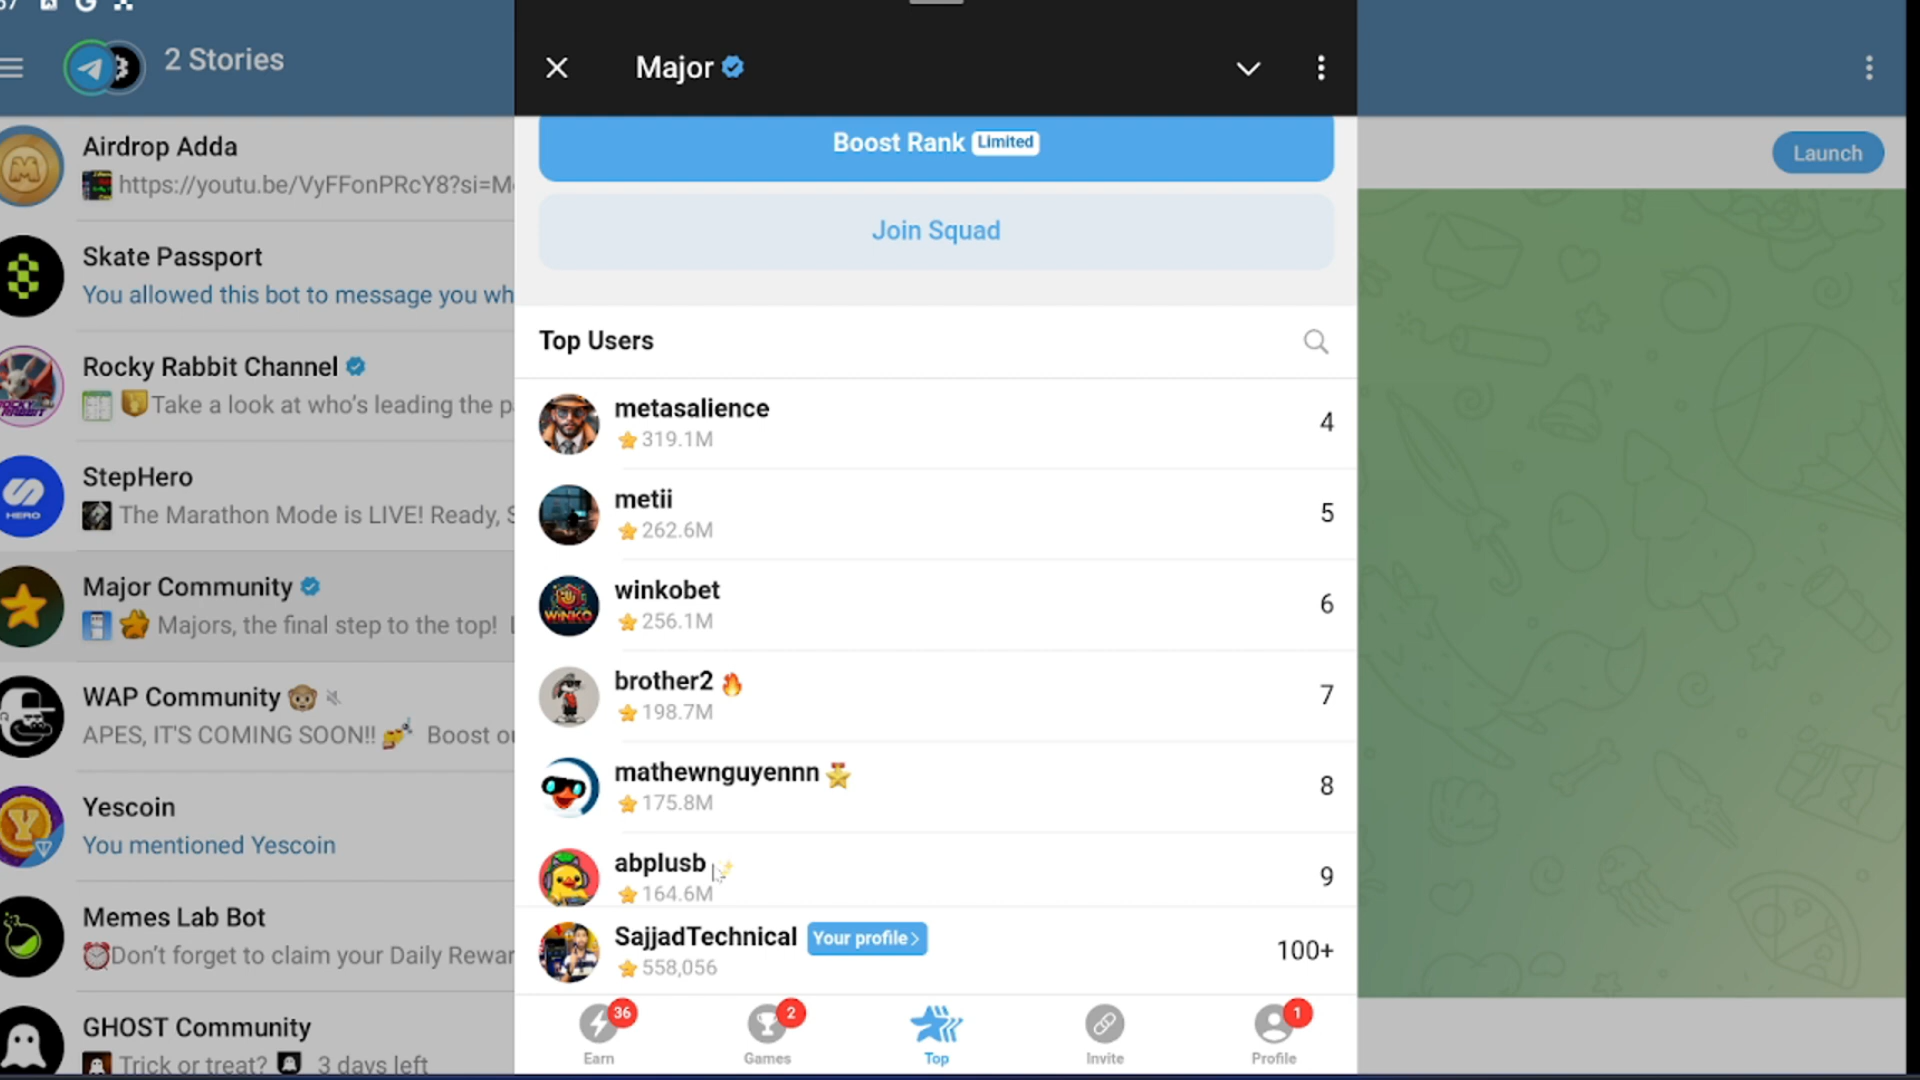 2 Stories
Airdrop Adda
https://youtu.be/VyFFonPRcY8?si=M
Skate Passport
You allowed this bot to message you wh
Rocky Rabbit Channel
Take a look at who's leading the p
StepHero
HERO
The Marathon Mode is LIVE! Ready, S
Major Community
Majors, the final step to the top!
WAP Community
APES, IT'S COMING SOON!! Boost ou
Yescoin
You mentioned Yescoin
Memes Lab Bot
Don't forget to claim your Daily Rewar
GHOST Community
Trick or treat? 3 days left
Major
Boost Rank Limited
Join Squad
Top Users
metasalience
319.1M
4
metii
262.6M
5
winkobet
256.1M
6
WINKO
brother2
198.7M
7
mathewnguyennn
175.8M
8
abplusb
164.6M
9
SajjadTechnical Your profile >
558,056
100+
36
2
1
Earn
Games
Top
Invite
Profile
Launch